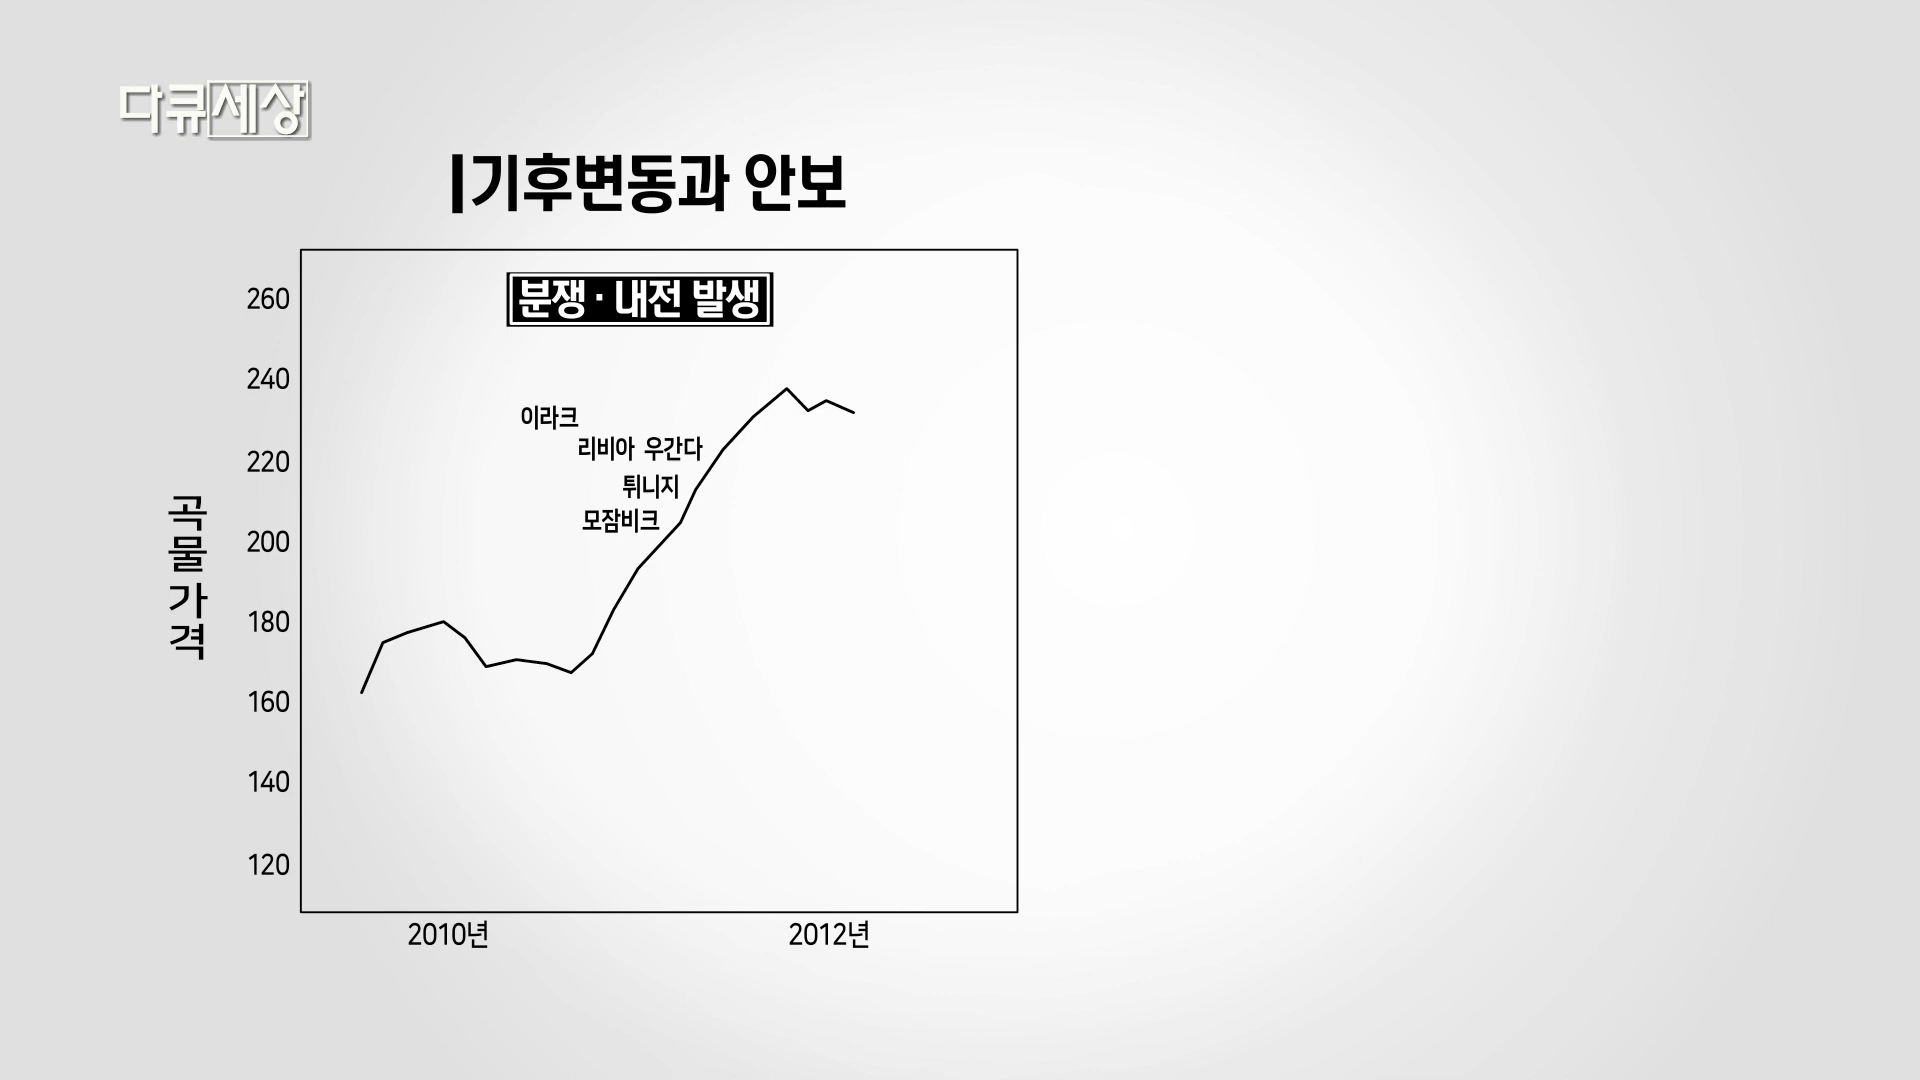 다큐세상
기후변동과 안보
분쟁·내전 발생
260
240
220
200
180
160
140
120
곡물가격
이라크
리비아 우간다
튀니지
모잠비크
2010년
2012년